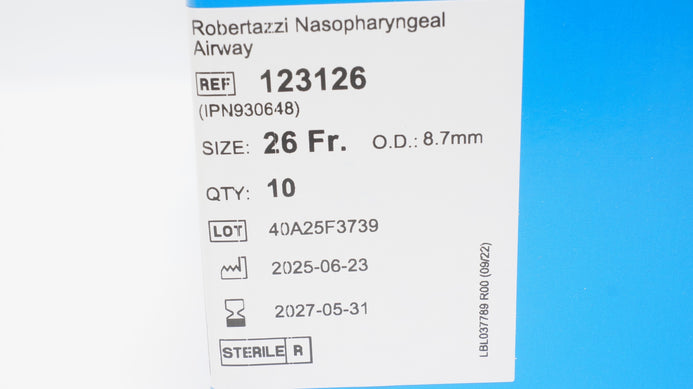 Robertazzi Nasopharyngeal
Airway
REF 123126
(IPN930648)
SIZE: 26 Fr. O.D.: 8.7mm
QTY: 10
LOT 40A25F3739
2025-06-23
2027-05-31
STERILE R
LBL037789 R00 (09/22)